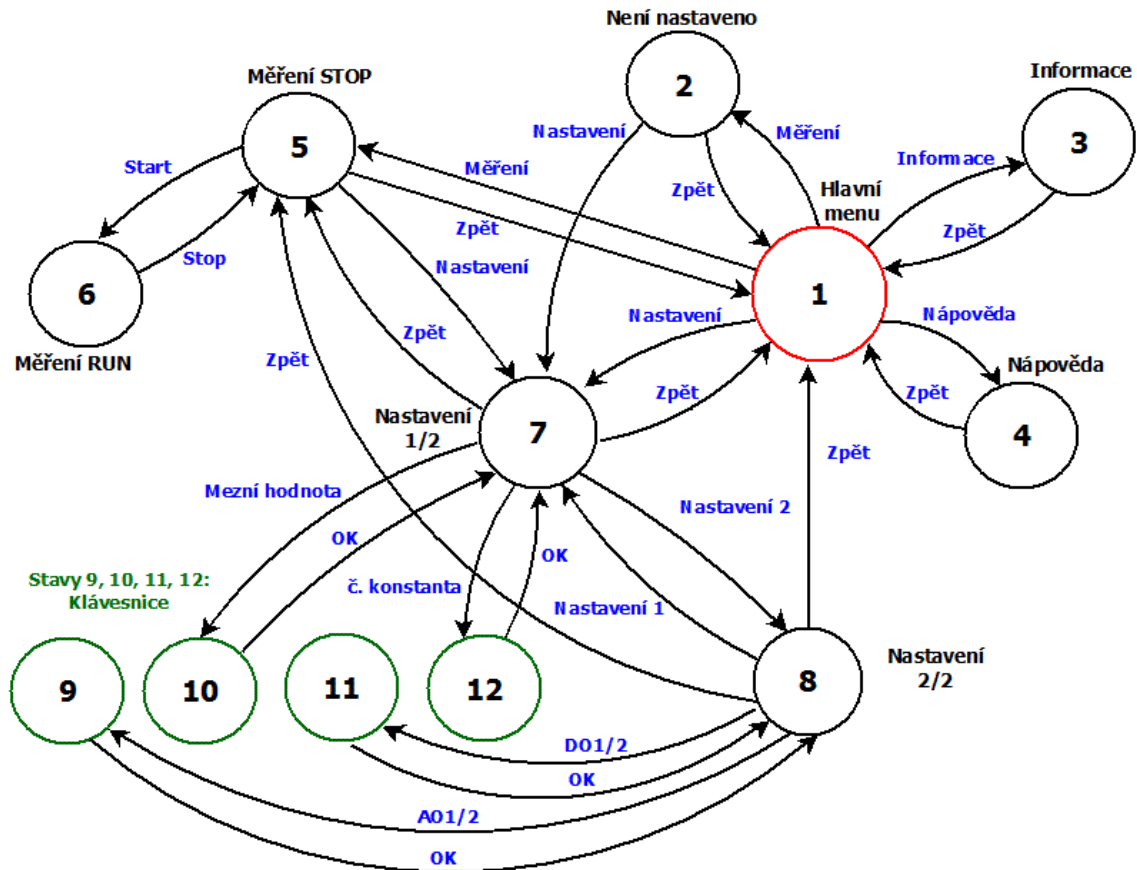 Není nastaveno
2
Měření STOP
5
Informace
3
Nastavení
Měření
Start
Měření
Informace
Zpět
Hlavní
menu
Zpět
Zpět
Stop
Nastavení
6
1
Nastavení
Nápověda
Měření RUN
Zpět
Zpět
Zpět
Nápověda
Zpět
Nastavení
1/2
7
4
Zpět
Mezní hodnota
Nastavení 2
OK
OK
Stavy 9, 10, 11, 12:
Klávesnice
č. konstanta
Nastavení 1
9
10
11
12
8
Nastavení
2/2
DO1/2
OK
AO1/2
OK